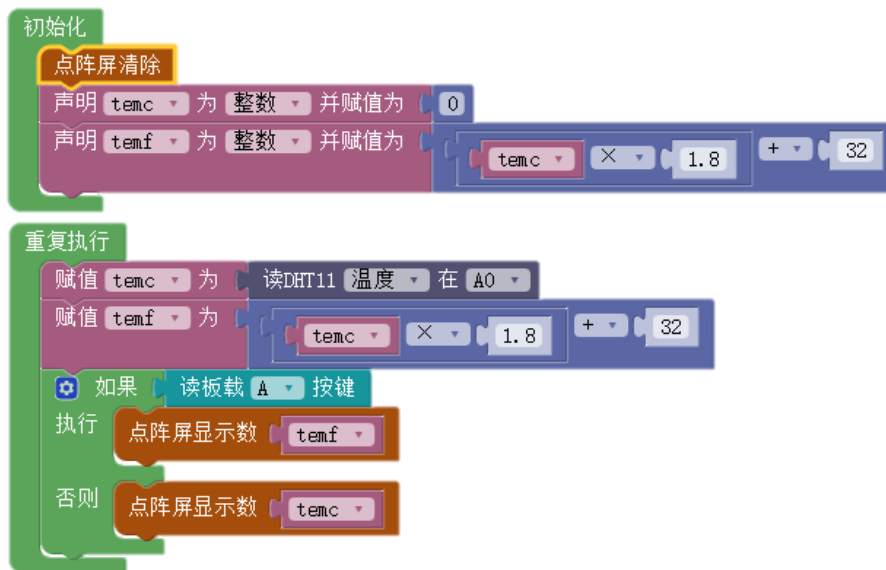 初始化
点阵屏清除
声明 temc 为 整数 并赋值为 0
声明 temf 为 整数 并赋值为 temc × 1.8 + 32
重复执行
赋值 temc 为 读DHT11 温度 在 A0
赋值 temf 为 temc × 1.8 + 32
如果 读板载 A 按键
执行 点阵屏显示数 temf
否则 点阵屏显示数 temc